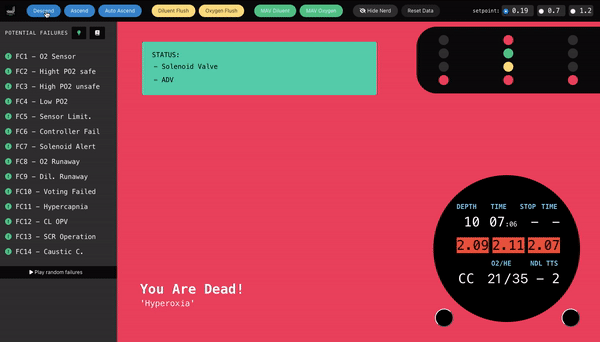 Descend Ascend Auto Ascend Diluent Flush Oxygen Flush MAV Diluent MAV Oxygen Hide Nerd Reset Data setpoint: 0.19 0.7 1.2
POTENTIAL FAILURES
FC1 - O2 Sensor
FC2 - Hight PO2 safe
FC3 - High PO2 unsafe
FC4 - Low PO2
FC5 - Sensor Limit.
FC6 - Controller Fail
FC7 - Solenoid Alert
FC8 - O2 Runaway
FC9 - Dil. Runaway
FC10 - Voting Failed
FC11 - Hypercapnia
FC12 - CL OPV
FC13 - SCR Operation
FC14 - Caustic C.
Play random failures
STATUS:
- Solenoid Valve
- ADV
You Are Dead!
'Hyperoxia'
DEPTH TIME STOP TIME
10 07:06 - -
2.09 2.11 2.07
O2/HE NDL TTS
CC 21/35 - 2